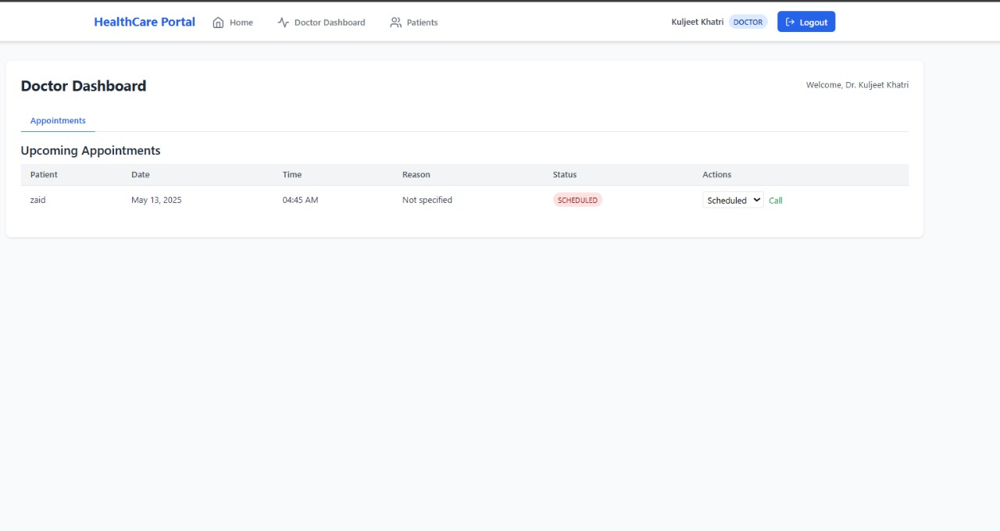 HealthCare Portal Home Doctor Dashboard Patients Kuljeet Khatri DOCTOR Logout
Doctor Dashboard Welcome, Dr. Kuljeet Khatri
Appointments
Upcoming Appointments
Patient Date Time Reason Status Actions
zaid May 13, 2025 04:45 AM Not specified SCHEDULED Scheduled Call